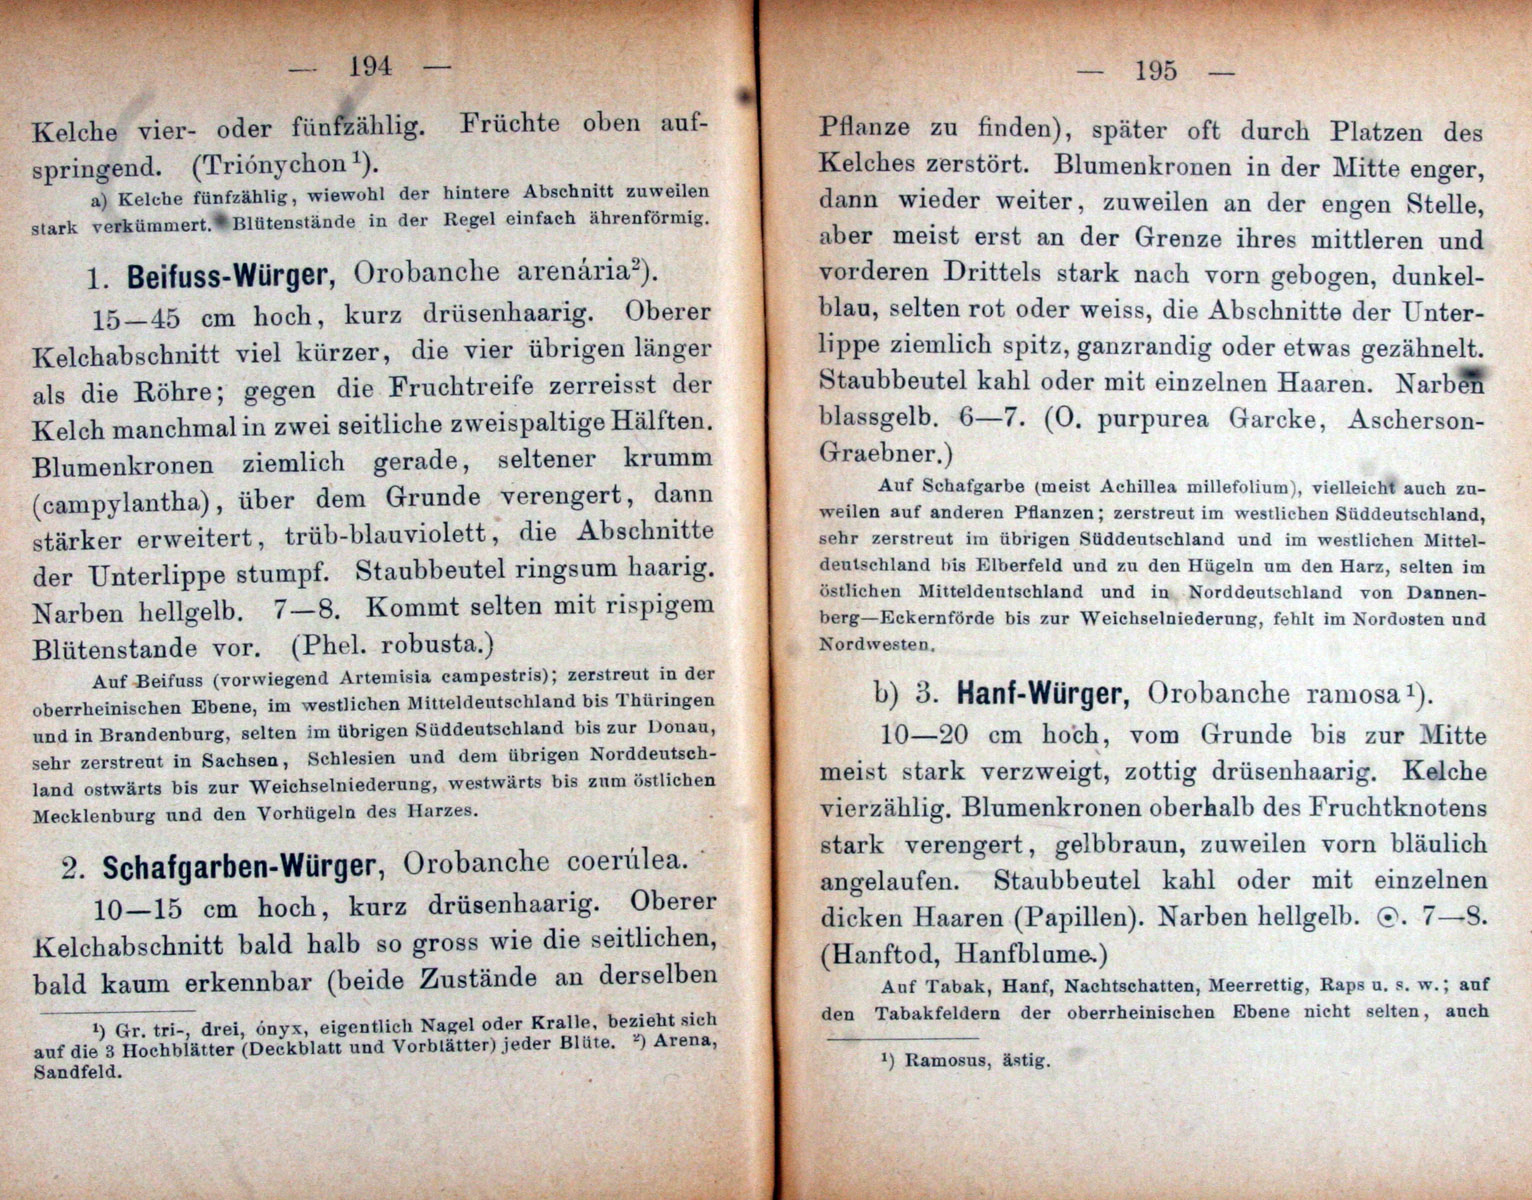 — 194 —
Kelche vier- oder fünfzählig. Früchte oben auf-
springend. (Triónychon¹).
a) Kelche fünfzählig, wiewohl der hintere Abschnitt zuweilen
stark verkümmert. Blütenstände in der Regel einfach ährenförmig.
1. Beifuss-Würger, Orobanche arenária²).
15—45 cm hoch, kurz drüsenhaarig. Oberer
Kelchabschnitt viel kürzer, die vier übrigen länger
als die Röhre; gegen die Fruchtreife zerreisst der
Kelch manchmal in zwei seitliche zweispaltige Hälften.
Blumenkronen ziemlich gerade, seltener krumm
(campylantha), über dem Grunde verengert, dann
stärker erweitert, trüb-blauviolett, die Abschnitte
der Unterlippe stumpf. Staubbeutel ringsum haarig.
Narben hellgelb. 7—8. Kommt selten mit rispigem
Blütenstande vor. (Phel. robusta.)
Auf Beifuss (vorwiegend Artemisia campestris); zerstreut in der
oberrheinischen Ebene, im westlichen Mitteldeutschland bis Thüringen
und in Brandenburg, selten im übrigen Süddeutschland bis zur Donau,
sehr zerstreut in Sachsen, Schlesien und dem übrigen Norddeutsch-
land ostwärts bis zur Weichselniederung, westwärts bis zum östlichen
Mecklenburg und den Vorhügeln des Harzes.
2. Schafgarben-Würger, Orobanche coerúlea.
10—15 cm hoch, kurz drüsenhaarig. Oberer
Kelchabschnitt bald halb so gross wie die seitlichen,
bald kaum erkennbar (beide Zustände an derselben
¹) Gr. tri-, drei, ónyx, eigentlich Nagel oder Kralle, bezieht sich
auf die 3 Hochblätter (Deckblatt und Vorblätter) jeder Blüte. ²) Arena,
Sandfeld.
— 195 —
Pflanze zu finden), später oft durch Platzen des
Kelches zerstört. Blumenkronen in der Mitte enger,
dann wieder weiter, zuweilen an der engen Stelle,
aber meist erst an der Grenze ihres mittleren und
vorderen Drittels stark nach vorn gebogen, dunkel-
blau, selten rot oder weiss, die Abschnitte der Unter-
lippe ziemlich spitz, ganzrandig oder etwas gezähnelt.
Staubbeutel kahl oder mit einzelnen Haaren. Narben
blassgelb. 6—7. (O. purpurea Garcke, Ascherson-
Graebner.)
Auf Schafgarbe (meist Achillea millefolium), vielleicht auch zu-
weilen auf anderen Pflanzen; zerstreut im westlichen Süddeutschland,
sehr zerstreut im übrigen Süddeutschland und im westlichen Mittel-
deutschland bis Elberfeld und zu den Hügeln um den Harz, selten im
östlichen Mitteldeutschland und in Norddeutschland von Dannen-
berg—Eckernförde bis zur Weichselniederung, fehlt im Nordosten und
Nordwesten.
b) 3. Hanf-Würger, Orobanche ramosa¹).
10—20 cm hoch, vom Grunde bis zur Mitte
meist stark verzweigt, zottig drüsenhaarig. Kelche
vierzählig. Blumenkronen oberhalb des Fruchtknotens
stark verengert, gelbbraun, zuweilen vorn bläulich
angelaufen. Staubbeutel kahl oder mit einzelnen
dicken Haaren (Papillen). Narben hellgelb. ☉. 7—8.
(Hanftod, Hanfblume.)
Auf Tabak, Hanf, Nachtschatten, Meerrettig, Raps u. s. w.; auf
den Tabakfeldern der oberrheinischen Ebene nicht selten, auch
¹) Ramosus, ästig.